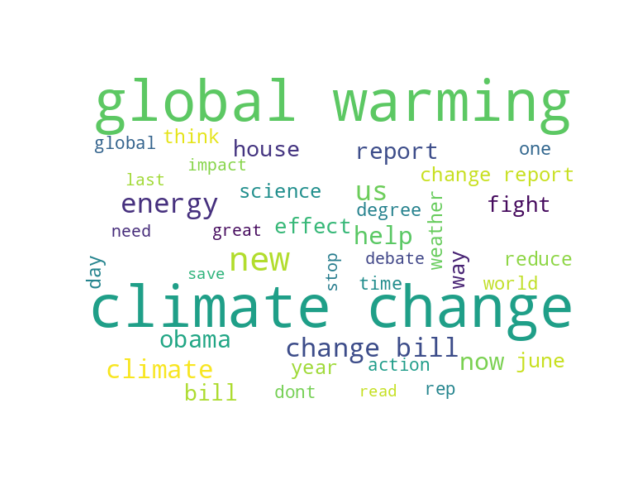 global warming
global think house report one
last impact science us change report
energy degree weather fight
need great effect help
day save new stop debate way reduce
time world
climate change
obama change bill
climate year action now june
bill dont read rep